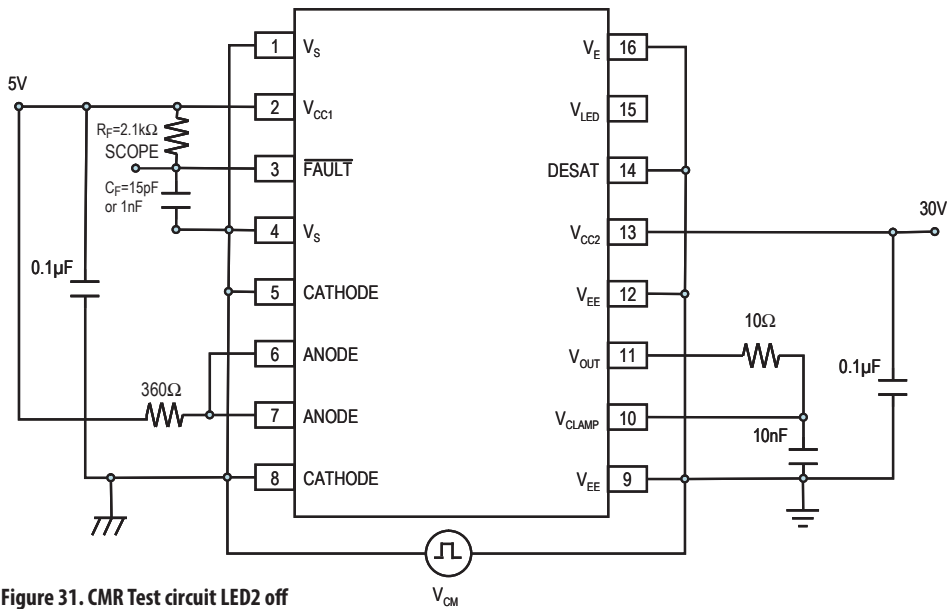 5V
R_F=2.1kΩ
SCOPE
C_F=15pF
or 1nF
0.1µF
360Ω
1 V_S
2 V_CC1
3 F̅A̅U̅L̅T̅
4 V_S
5 CATHODE
6 ANODE
7 ANODE
8 CATHODE
V_E 16
V_LED 15
DESAT 14
V_CC2 13
V_EE 12
V_OUT 11
V_CLAMP 10
V_EE 9
30V
10Ω
0.1µF
10nF
V_CM
Figure 31. CMR Test circuit LED2 off